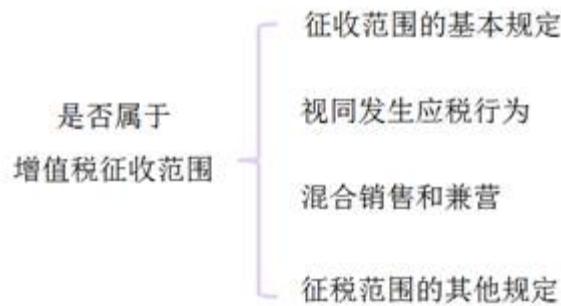 是否属于
增值税征收范围
征收范围的基本规定
视同发生应税行为
混合销售和兼营
征税范围的其他规定